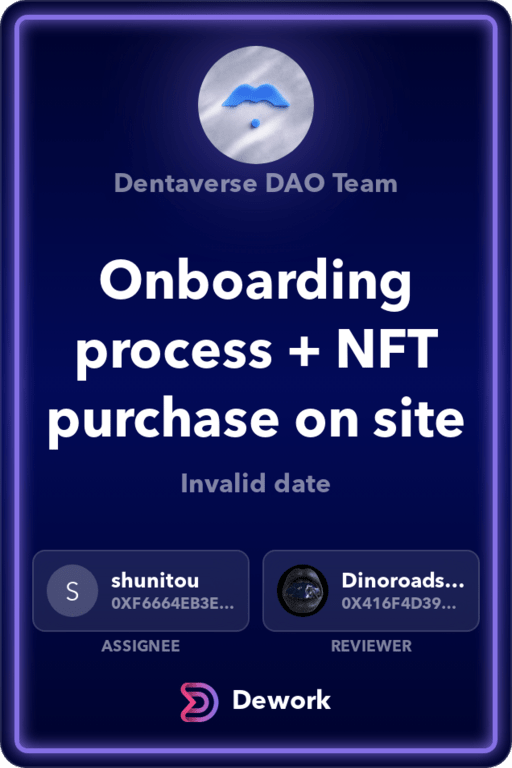 Dentaverse DAO Team
Onboarding
process + NFT
purchase on site
Invalid date
S
shunitou
0XF6664EB3E...
Dinoroads...
0X416F4D39...
ASSIGNEE
REVIEWER
Dework